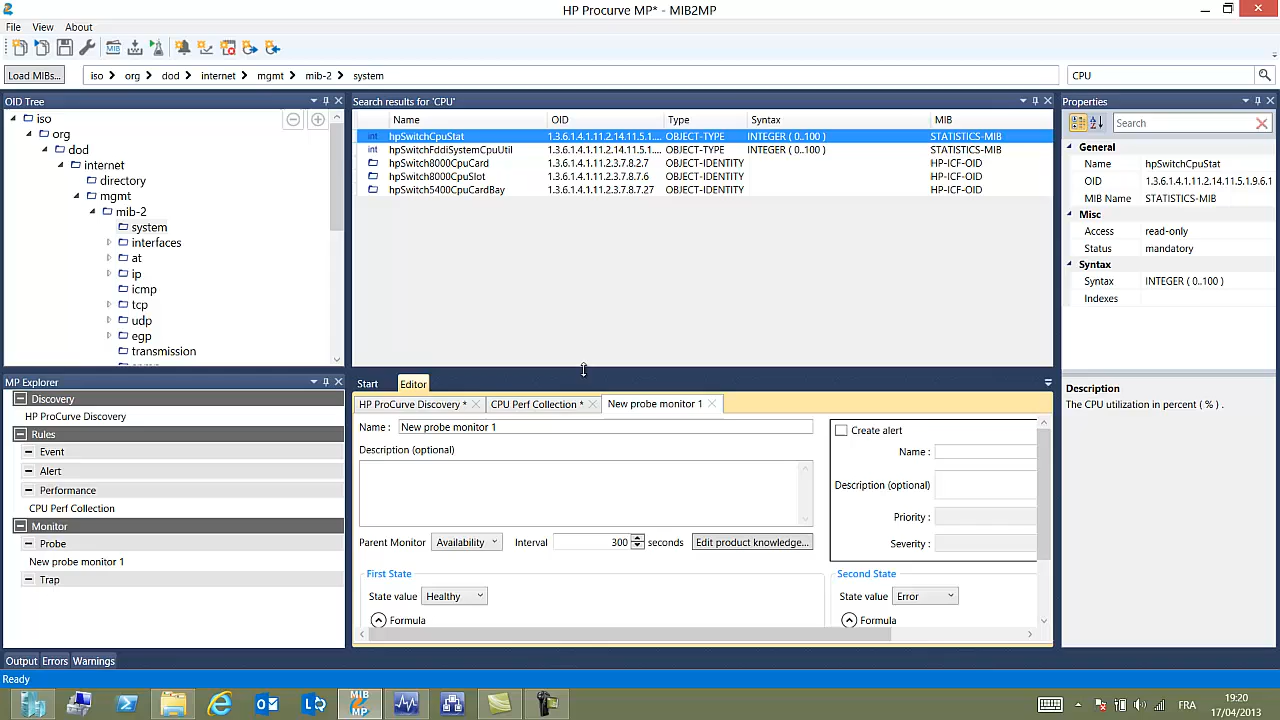 HP Procurve MP* - MIB2MP
File View About
Load MIBs... iso org dod internet mgmt mib-2 system CPU
OID Tree
iso
org
dod
internet
directory
mgmt
mib-2
system
interfaces
at
ip
icmp
tcp
udp
egp
transmission
Search results for 'CPU'
Name OID Type Syntax MIB
int hpSwitchCpuStat 1.3.6.1.4.1.11.2.14.11.5.1.... OBJECT-TYPE INTEGER ( 0..100 ) STATISTICS-MIB
int hpSwitchFddiSystemCpuUtil 1.3.6.1.4.1.11.2.14.11.5.1.... OBJECT-TYPE INTEGER ( 0..100 ) STATISTICS-MIB
hpSwitch8000CpuCard 1.3.6.1.4.1.11.2.3.7.8.2.7 OBJECT-IDENTITY HP-ICF-OID
hpSwitch8000CpuSlot 1.3.6.1.4.1.11.2.3.7.8.7.6 OBJECT-IDENTITY HP-ICF-OID
hpSwitch5400CpuCardBay 1.3.6.1.4.1.11.2.3.7.8.7.27 OBJECT-IDENTITY HP-ICF-OID
Properties
Search
General
Name hpSwitchCpuStat
OID 1.3.6.1.4.1.11.2.14.11.5.1.9.6.1
MIB Name STATISTICS-MIB
Misc
Access read-only
Status mandatory
Syntax
Syntax INTEGER ( 0..100 )
Indexes
Description
The CPU utilization in percent ( % ) .
MP Explorer
Discovery
HP ProCurve Discovery
Rules
Event
Alert
Performance
CPU Perf Collection
Monitor
Probe
New probe monitor 1
Trap
Start Editor
HP ProCurve Discovery * CPU Perf Collection * New probe monitor 1
Name : New probe monitor 1
Description (optional)
Parent Monitor Availability Interval 300 seconds Edit product knowledge...
First State
State value Healthy
Formula
Create alert
Name :
Description (optional)
Priority :
Severity :
Second State
State value Error
Formula
Output Errors Warnings
Ready
MiB
2
MP
FRA
19:20
17/04/2013